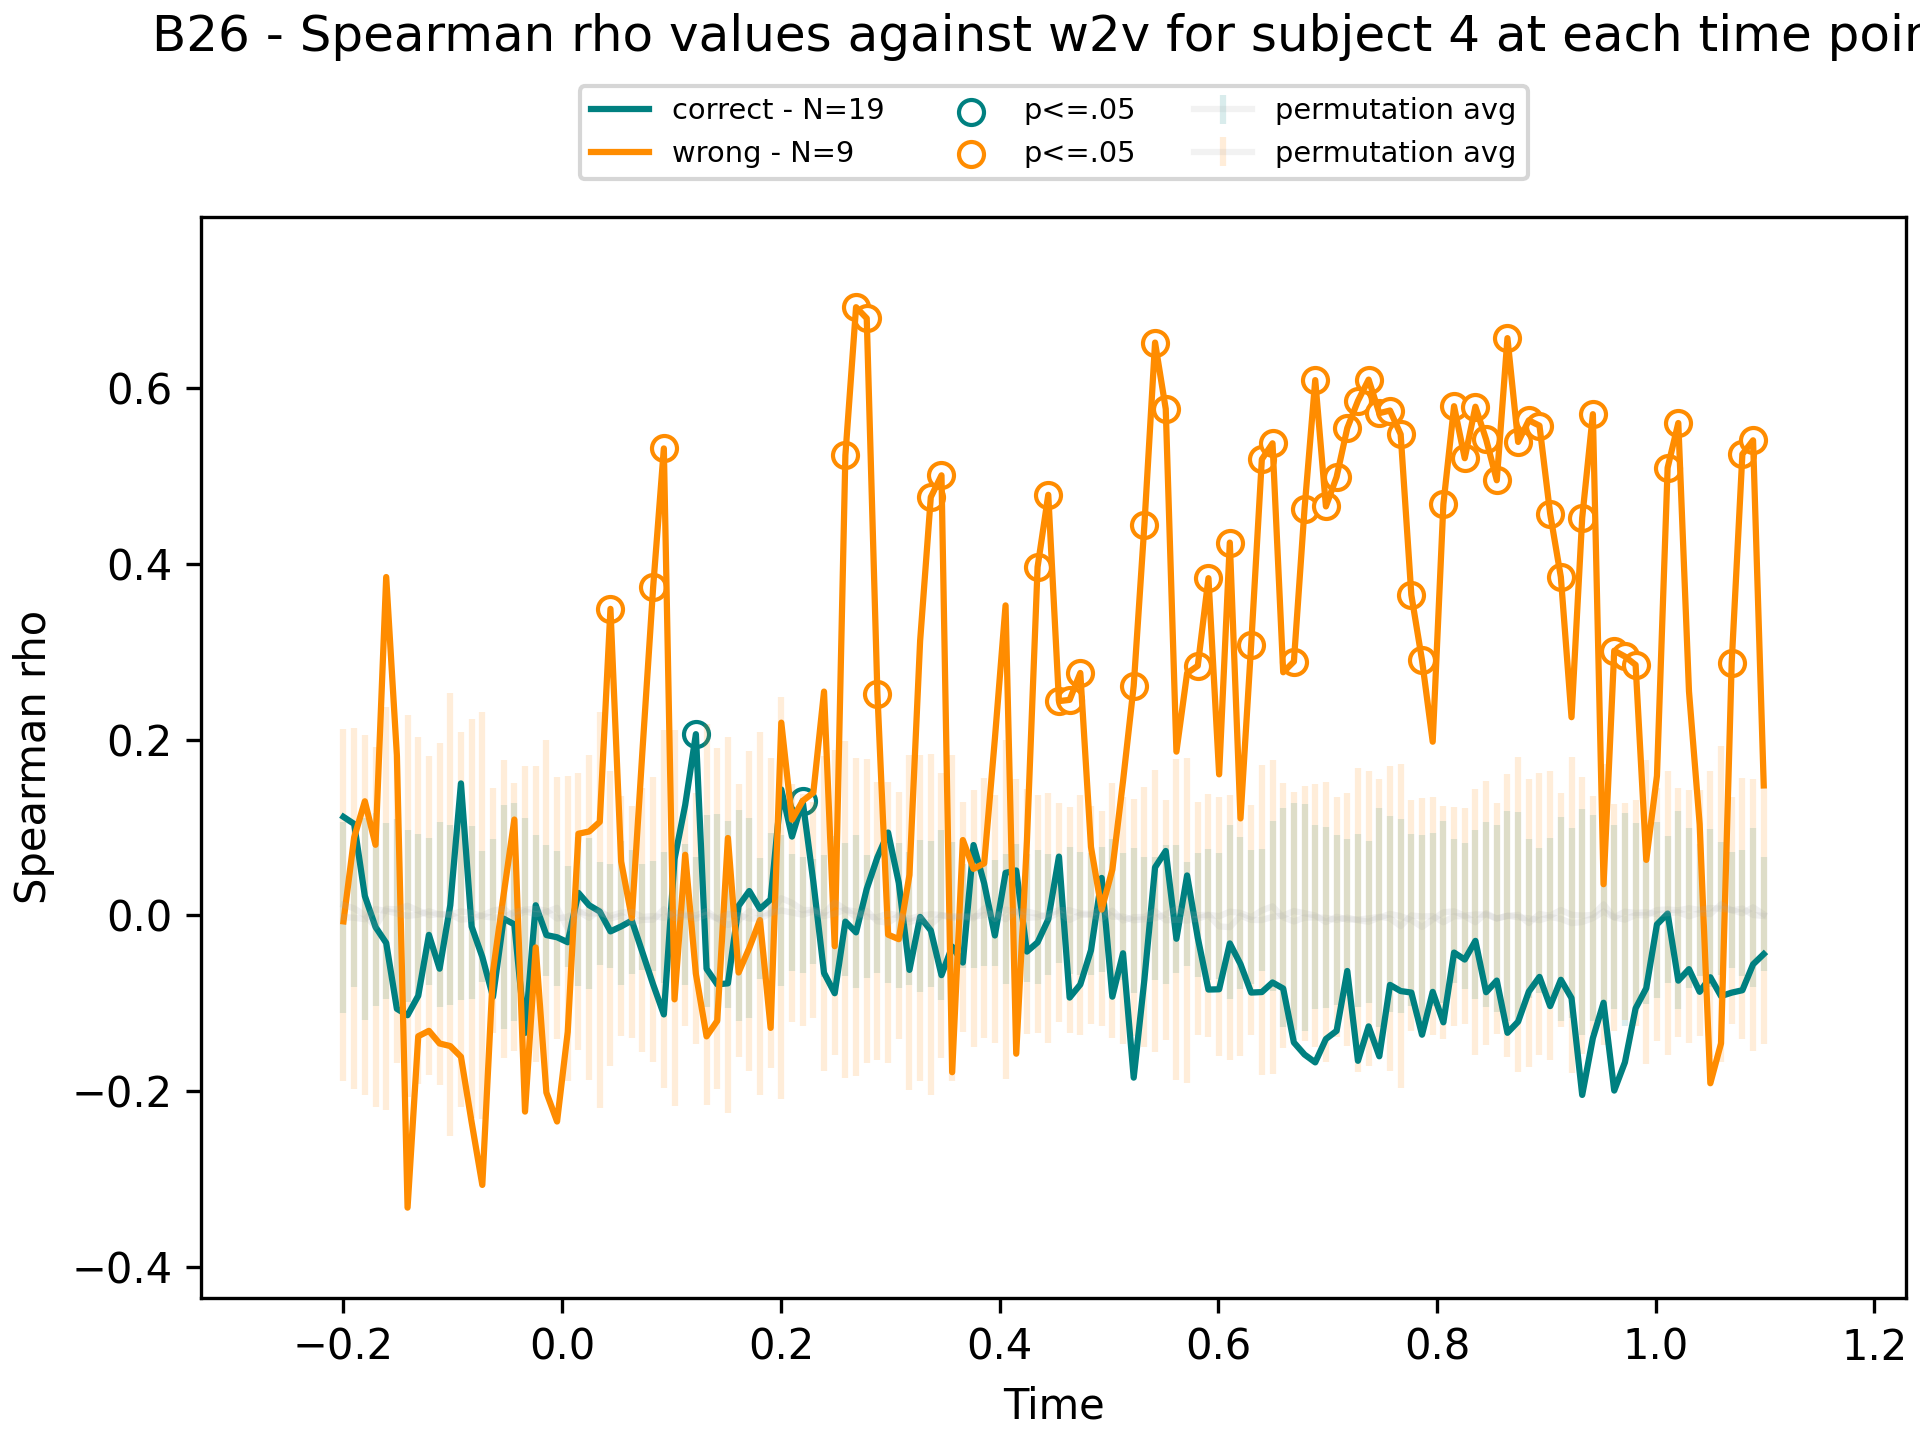 B26 - Spearman rho values against w2v for subject 4 at each time poin
correct - N=19
wrong - N=9
p<=.05
p<=.05
permutation avg
permutation avg
Spearman rho
0.6
0.4
0.2
0.0
−0.2
−0.4
−0.2 0.0 0.2 0.4 0.6 0.8 1.0 1.2
Time